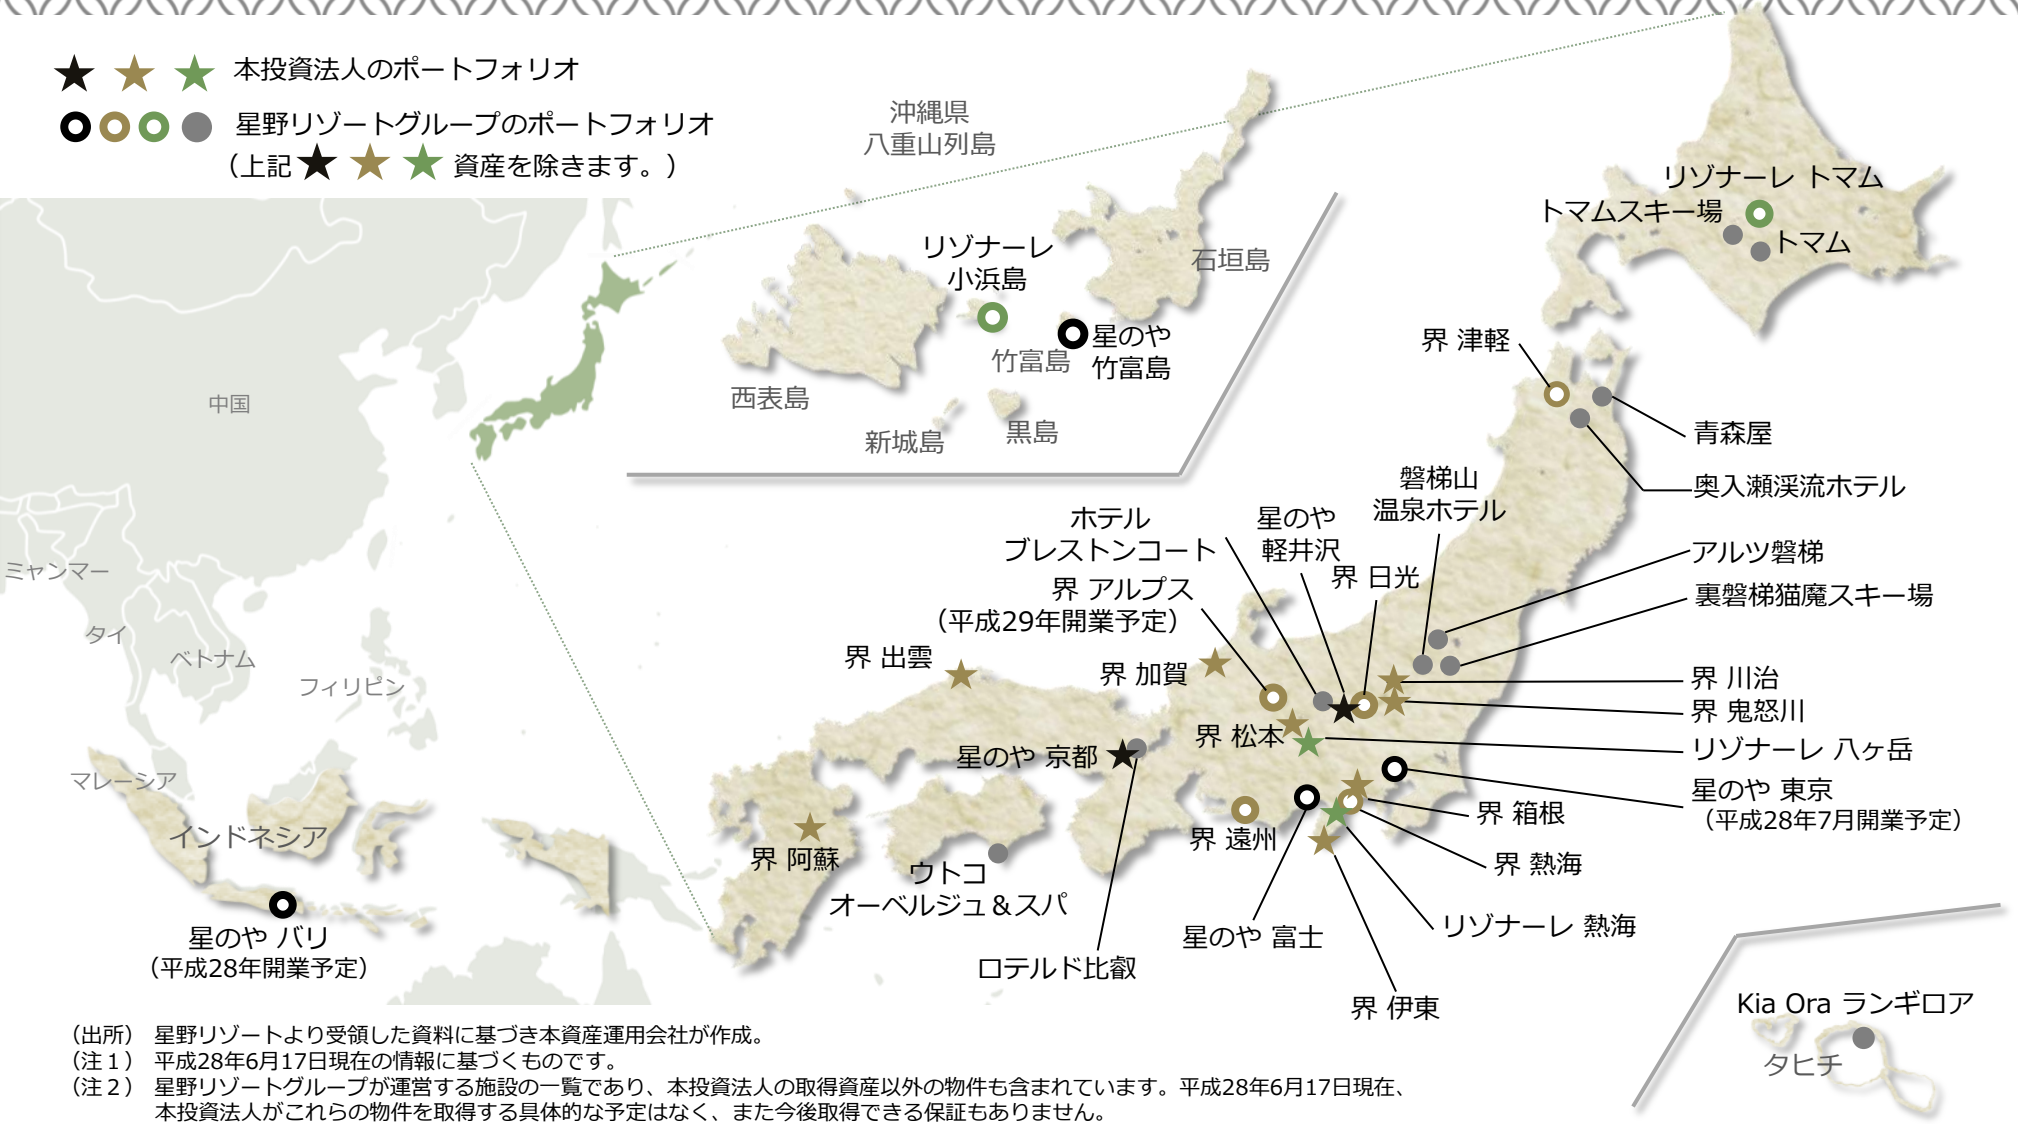 本投資法人のポートフォリオ
星野リゾートグループのポートフォリオ
（上記★ ★ ★資産を除きます。）
沖縄県
八重山列島
リゾナーレ
小浜島
石垣島
星のや
竹富島
竹富島
西表島
新城島
黒島
中国
ミャンマー
タイ
ベトナム
フィリピン
マレーシア
インドネシア
星のや バリ
（平成28年開業予定）
リゾナーレ トマム
トマムスキー場
トマム
界 津軽
青森屋
奥入瀬渓流ホテル
磐梯山
温泉ホテル
アルツ磐梯
裏磐梯猫魔スキー場
ホテル
ブレストンコート
星のや
軽井沢
界 日光
界 アルプス
（平成29年開業予定）
界 出雲
界 加賀
界 川治
界 鬼怒川
界 松本
リゾナーレ 八ヶ岳
星のや 京都
星のや 東京
（平成28年7月開業予定）
界 箱根
界 遠州
界 阿蘇
界 熱海
ウトコ
オーベルジュ＆スパ
リゾナーレ 熱海
星のや 富士
ロテルド比叡
界 伊東
Kia Ora ランギロア
タヒチ
（出所） 星野リゾートより受領した資料に基づき本資産運用会社が作成。
（注１） 平成28年6月17日現在の情報に基づくものです。
（注２） 星野リゾートグループが運営する施設の一覧であり、本投資法人の取得資産以外の物件も含まれています。平成28年6月17日現在、
本投資法人がこれらの物件を取得する具体的な予定はなく、また今後取得できる保証もありません。